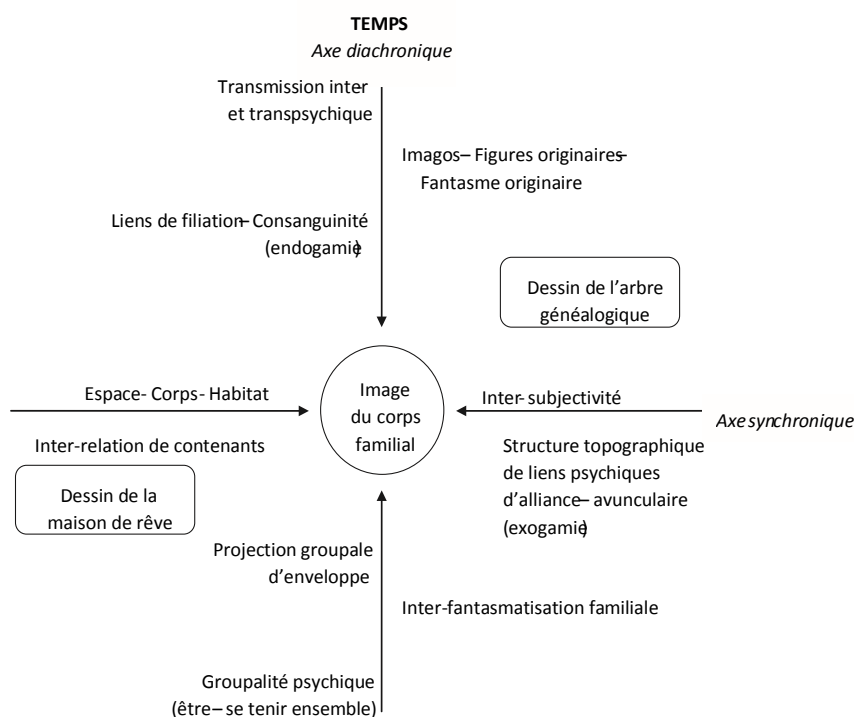 TEMPS
Axe diachronique
Transmission inter-
et transpsychique
Imagos– Figures originaires–
Fantasme originaire
Liens de filiation– Consanguinité
(endogamie)
Dessin de l’arbre
généalogique
Espace- Corps- Habitat
Image
du corps
familial
Inter- subjectivité
Axe synchronique
Inter-relation de contenants
Structure topographique
de liens psychiques
d’alliance– avunculaire
(exogamie)
Dessin de la
maison de rêve
Projection groupale
d’enveloppe
Inter-fantasmatisation familiale
Groupalité psychique
(être– se tenir ensemble)